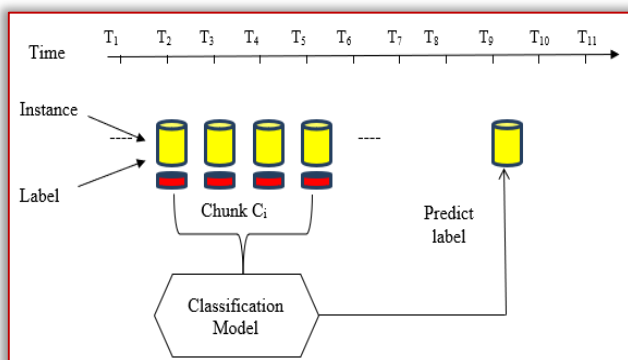 T1 T2 T3 T4 T5 T6 T7 T8 T9 T10 T11
Time
Instance
---- ----
Label
Chunk Ci
Predict
label
Classification
Model